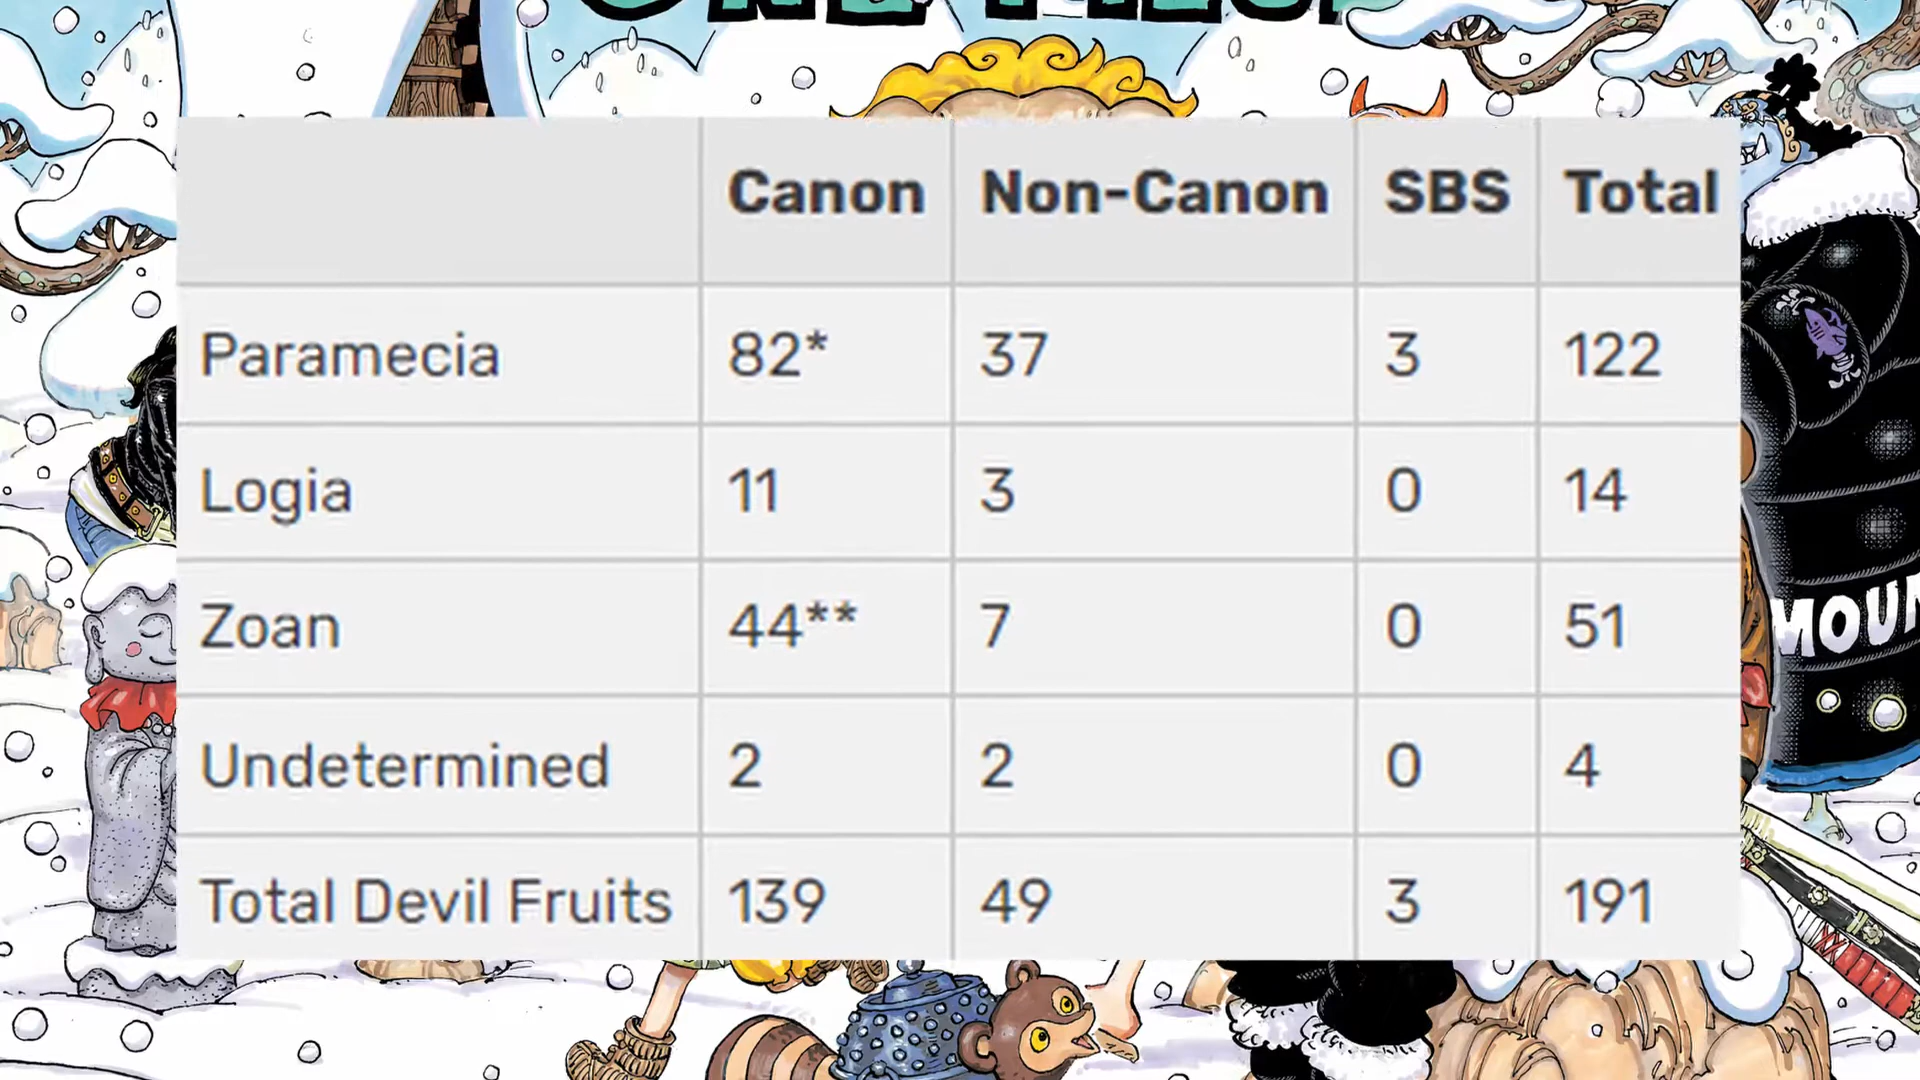 Canon Non-Canon SBS Total
Paramecia 82* 37 3 122
Logia 11 3 0 14
Zoan 44** 7 0 51
Undetermined 2 2 0 4
Total Devil Fruits 139 49 3 191